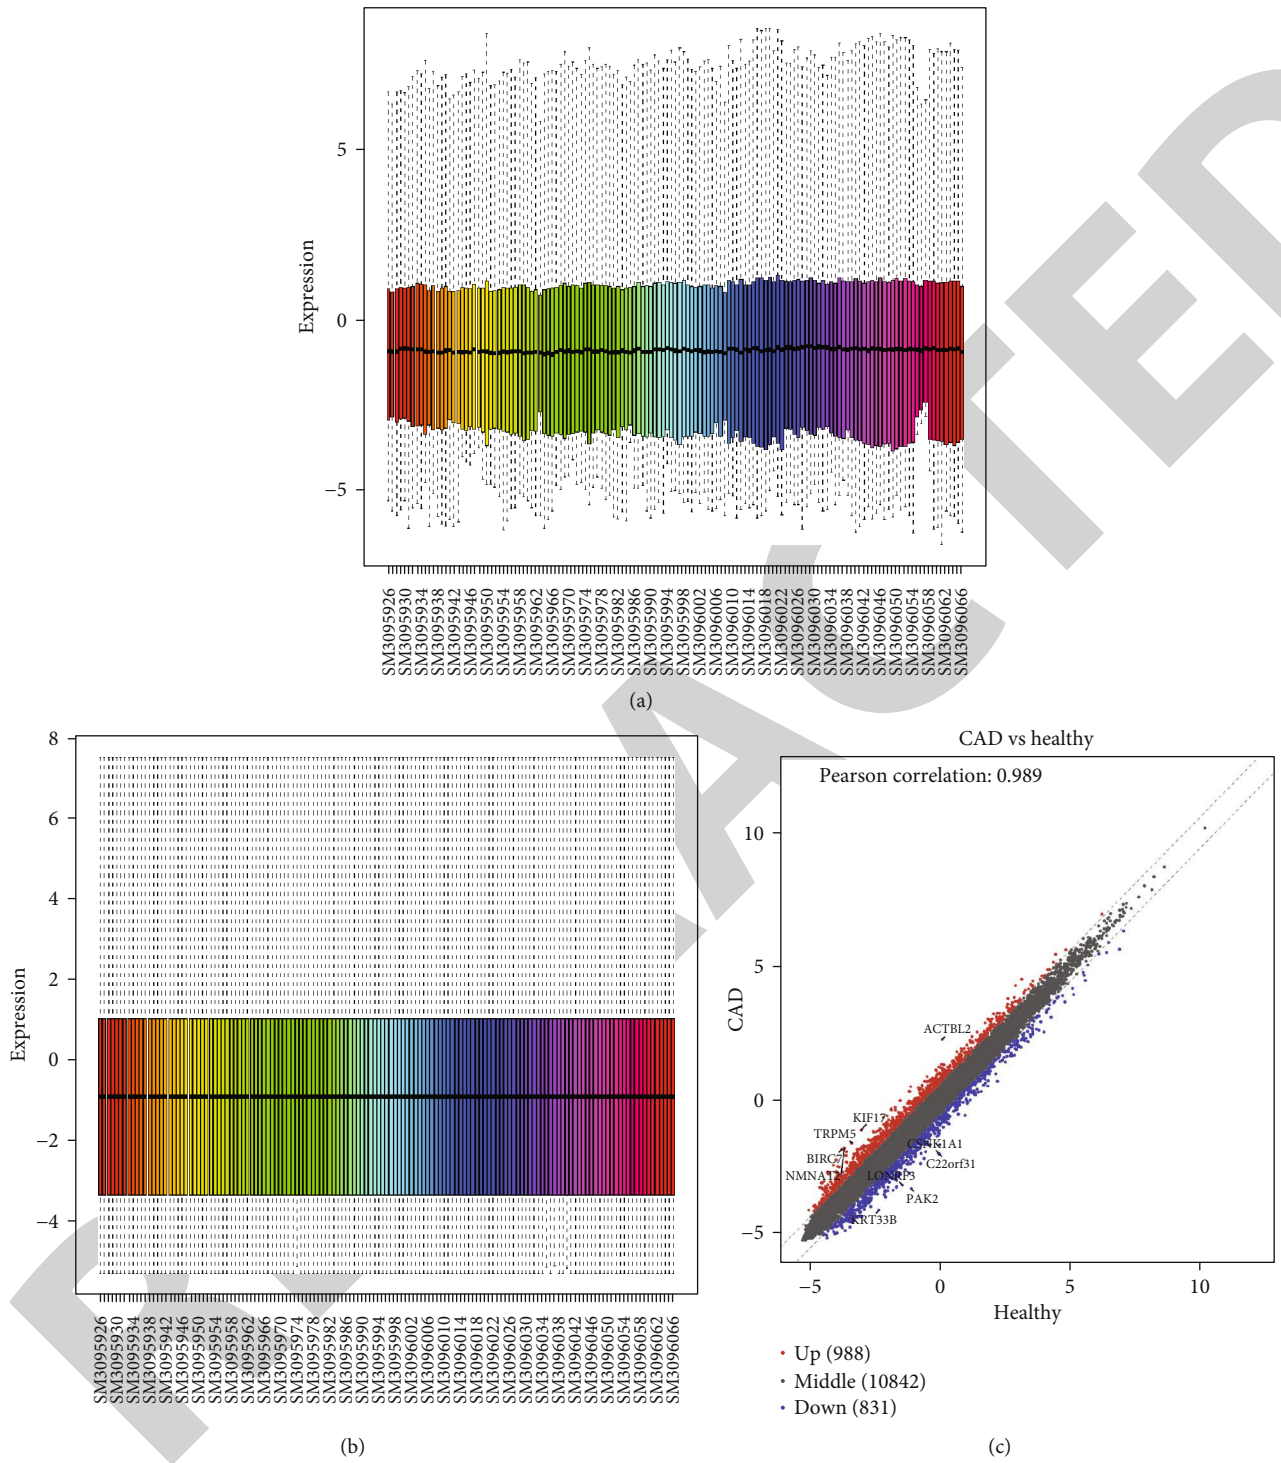 5
0
−5
Expression
SM3095926
SM3095930
SM3095934
SM3095938
SM3095942
SM3095946
SM3095950
SM3095954
SM3095958
SM3095962
SM3095966
SM3095970
SM3095974
SM3095978
SM3095982
SM3095986
SM3095990
SM3095994
SM3095998
SM3096002
SM3096006
SM3096010
SM3096014
SM3096018
SM3096022
SM3096026
SM3096030
SM3096034
SM3096038
SM3096042
SM3096046
SM3096050
SM3096054
SM3096058
SM3096062
SM3096066
(a)
8
6
4
2
0
−2
−4
Expression
SM3095926
SM3095930
SM3095934
SM3095938
SM3095942
SM3095946
SM3095950
SM3095954
SM3095958
SM3095962
SM3095966
SM3095970
SM3095974
SM3095978
SM3095982
SM3095986
SM3095990
SM3095994
SM3095998
SM3096002
SM3096006
SM3096010
SM3096014
SM3096018
SM3096022
SM3096026
SM3096030
SM3096034
SM3096038
SM3096042
SM3096046
SM3096050
SM3096054
SM3096058
SM3096062
SM3096066
(b)
CAD vs healthy
Pearson correlation: 0.989
10
5
0
−5
CAD
ACTBL2
KIF17
TRPM5
CSNK1A1
BIRC7
C22orf31
NMNAT2
LONRF3
PAK2
KRT33B
−5 0 5 10
Healthy
Up (988)
Middle (10842)
Down (831)
(c)
RETRACTED